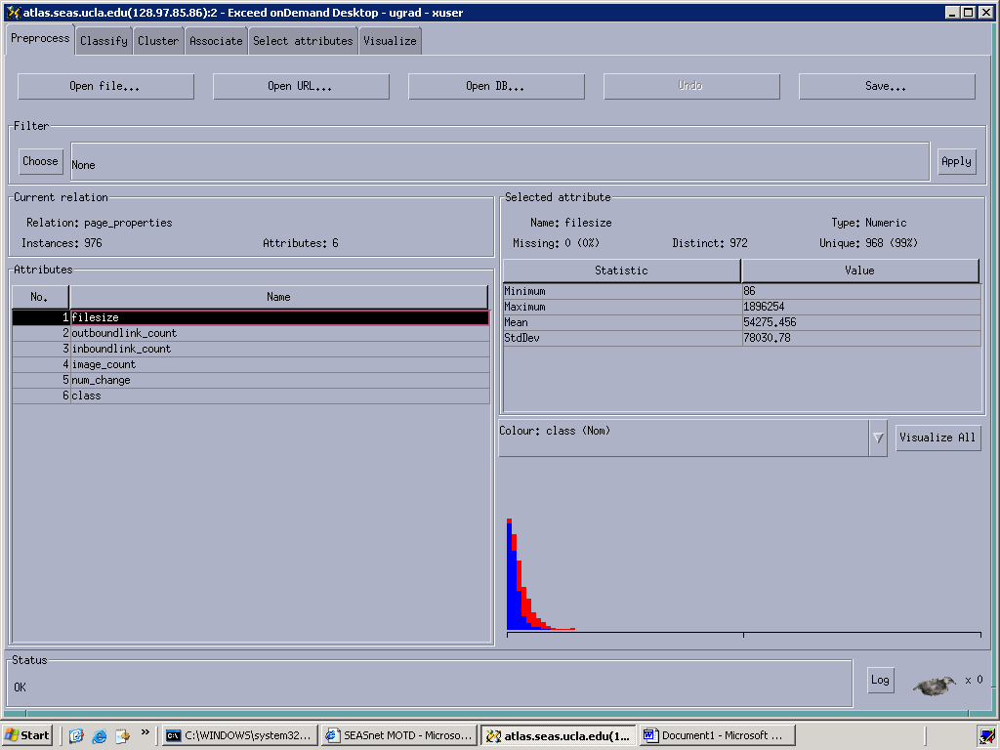 atlas.seas.ucla.edu(128.97.85.86):2 - Exceed onDemand Desktop - ugrad - xuser
Preprocess Classify Cluster Associate Select attributes Visualize
Open file... Open URL... Open DB... Undo Save...
Filter
Choose None Apply
Current relation
Relation: page_properties
Instances: 976 Attributes: 6
Attributes
No. Name
1 filesize
2 outboundlink_count
3 inboundlink_count
4 image_count
5 num_change
6 class
Selected attribute
Name: filesize Type: Numeric
Missing: 0 (0%) Distinct: 972 Unique: 968 (99%)
Statistic Value
Minimum 86
Maximum 1896254
Mean 54275.456
StdDev 78030.78
Colour: class (Nom) Visualize All
Status
OK
Log x 0
Start » C:\WINDOWS\system32... SEASnet MOTD - Microso... atlas.seas.ucla.edu(1... Document1 - Microsoft ...